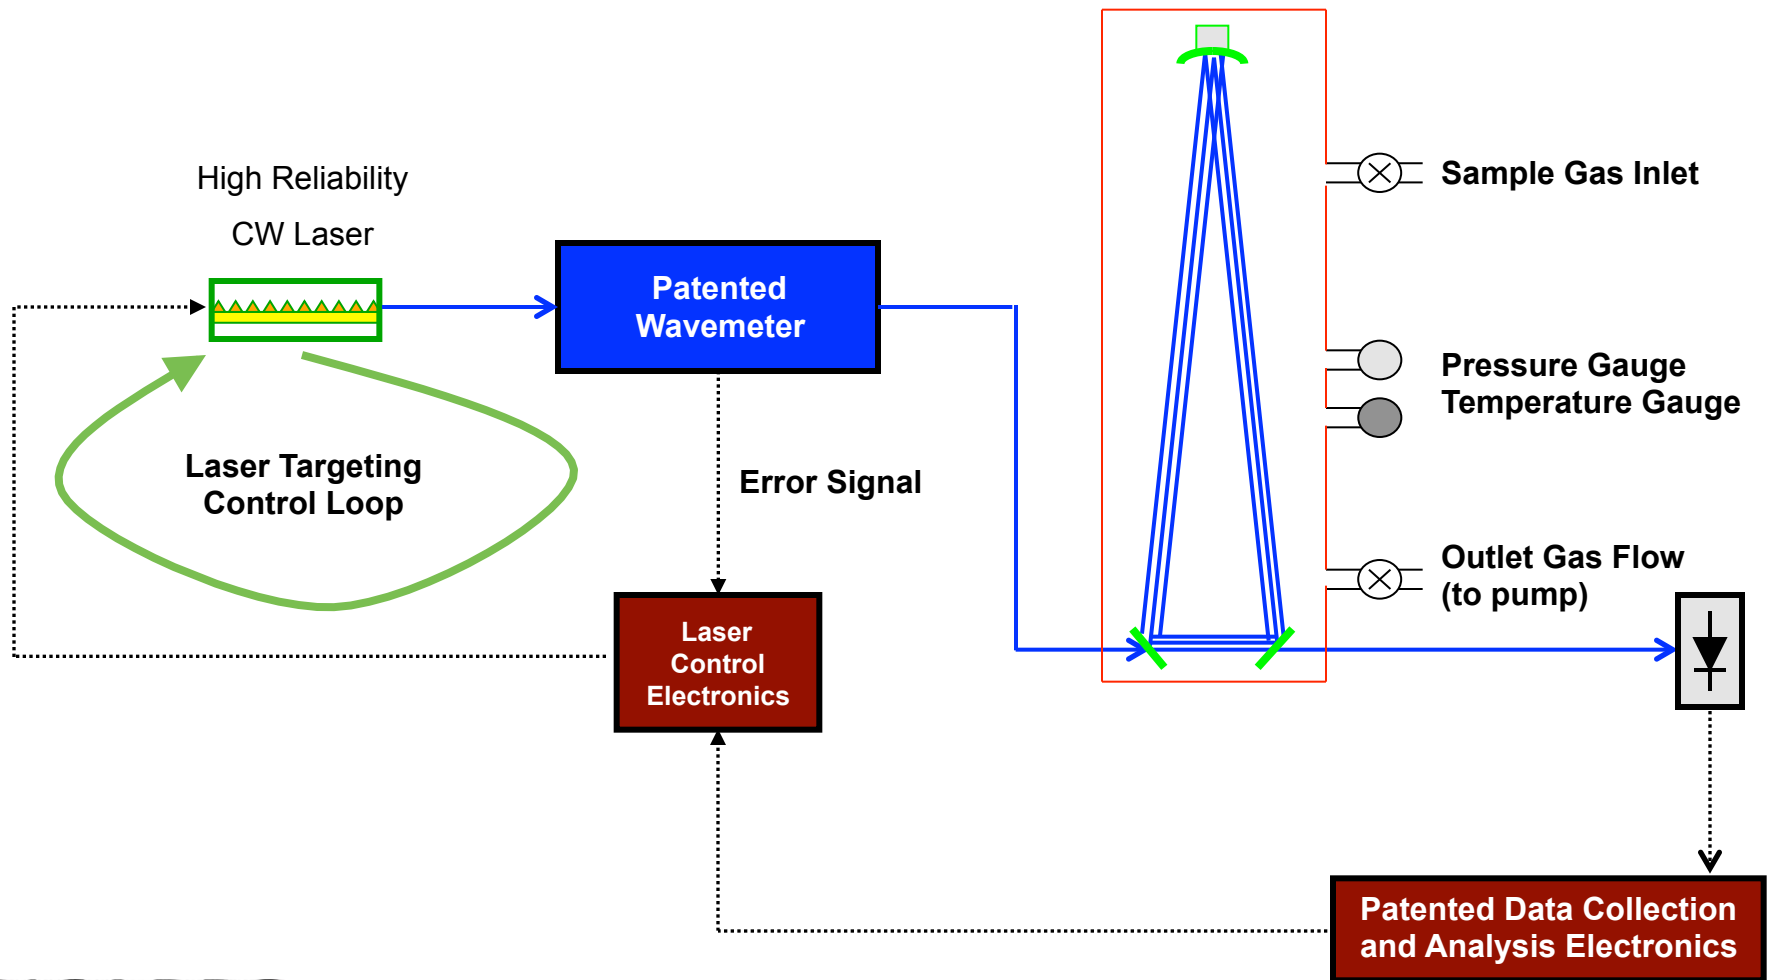 High Reliability
CW Laser
Patented
Wavemeter
Sample Gas Inlet
Pressure Gauge
Temperature Gauge
Laser Targeting
Control Loop
Error Signal
Outlet Gas Flow
(to pump)
Laser
Control
Electronics
Patented Data Collection
and Analysis Electronics